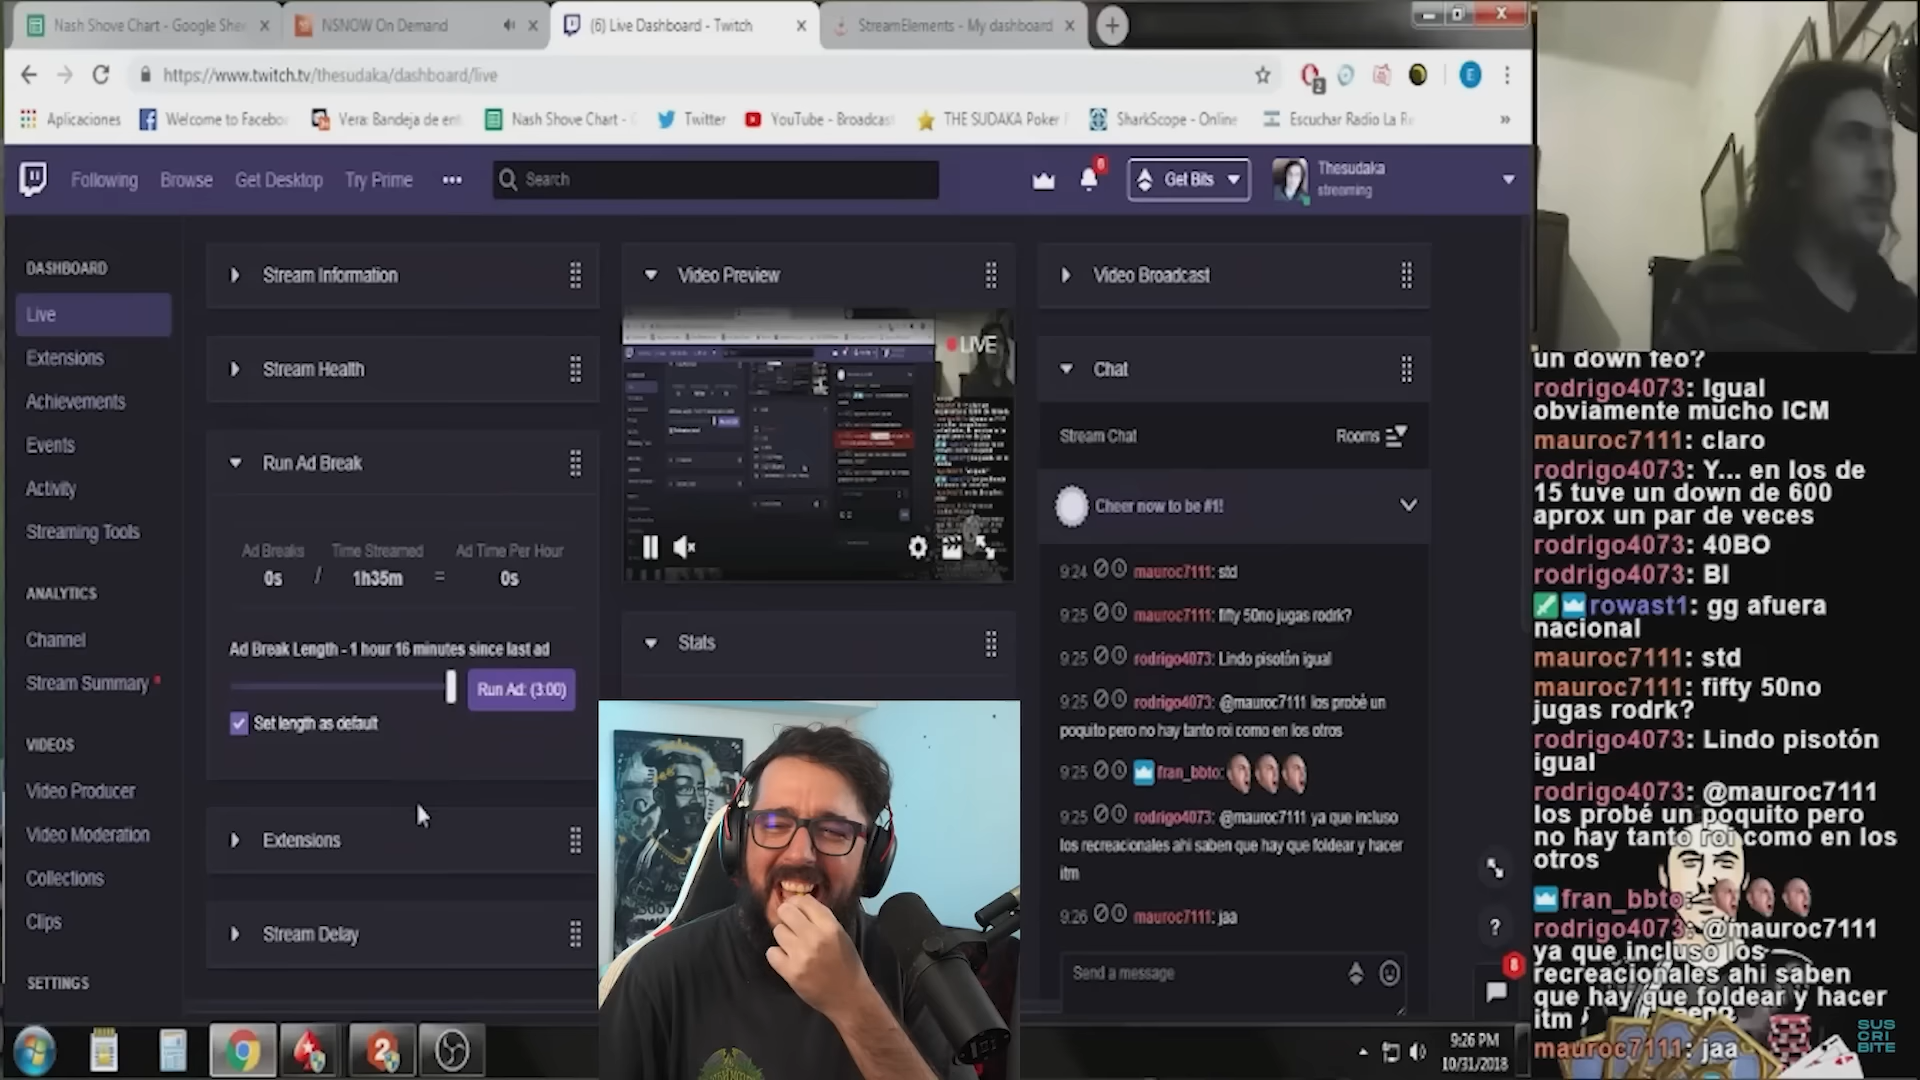 Nash Shove Chart - Google She
NSNOW On Demand
(6) Live Dashboard - Twitch
StreamElements - My dashboard
https://www.twitch.tv/thesudaka/dashboard/live
2
E
Aplicaciones
Welcome to Facebo
Vera: Bandeja de en
Nash Shove Chart -
Twitter
YouTube - Broadcas
THE SUDAKA Poker
SharkScope - Online
Escuchar Radio La R
»
Following
Browse
Get Desktop
Try Prime
Search
6
Get Bits
Thesudaka
streaming
DASHBOARD
Live
Extensions
Achievements
Events
Activity
Streaming Tools
ANALYTICS
Channel
Stream Summary
VIDEOS
Video Producer
Video Moderation
Collections
Clips
SETTINGS
Stream Information
Stream Health
Run Ad Break
Ad Breaks Time Streamed Ad Time Per Hour
0s / 1h35m = 0s
Ad Break Length - 1 hour 16 minutes since last ad
Run Ad: (3:00)
Set length as default
Extensions
Stream Delay
Video Preview
LIVE
Stats
Video Broadcast
Chat
Stream Chat
Rooms
Cheer now to be #1!
9:24 mauroc7111: std
9:25 mauroc7111: fifty 50no jugas rodrk?
9:25 rodrigo4073: Lindo pisotón igual
9:25 rodrigo4073: @mauroc7111 los probé un
poquito pero no hay tanto roi como en los otros
9:25 fran_bbto:
9:25 rodrigo4073: @mauroc7111 ya que incluso
los recreacionales ahi saben que hay que foldear y hacer
itm
9:26 mauroc7111: jaa
Send a message
?
8
un down feo?
rodrigo4073: Igual
obviamente mucho ICM
mauroc7111: claro
rodrigo4073: Y... en los de
15 tuve un down de 600
aprox un par de veces
rodrigo4073: 40BO
rodrigo4073: BI
rowast1: gg afuera
nacional
mauroc7111: std
mauroc7111: fifty 50no
jugas rodrk?
rodrigo4073: Lindo pisotón
igual
rodrigo4073: @mauroc7111
los probé un poquito pero
no hay tanto roi como en los
otros
fran_bbto:
rodrigo4073: @mauroc7111
ya que incluso los
recreacionales ahi saben
que hay que foldear y hacer
itm
mauroc7111: jaa
SUS
CRI
BITE
2
9:26 PM
10/31/2018